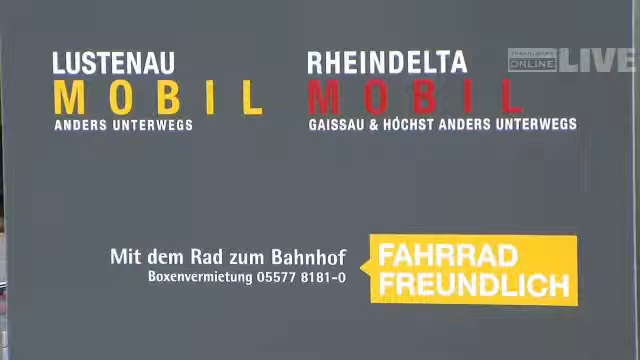 LUSTENAU
MOBIL
ANDERS UNTERWEGS
RHEINDELTA
MOBIL
GAISSAU & HÖCHST ANDERS UNTERWEGS
ONLINE LIVE
Mit dem Rad zum Bahnhof
Boxenvermietung 05577 8181-0
FAHRRAD
FREUNDLICH